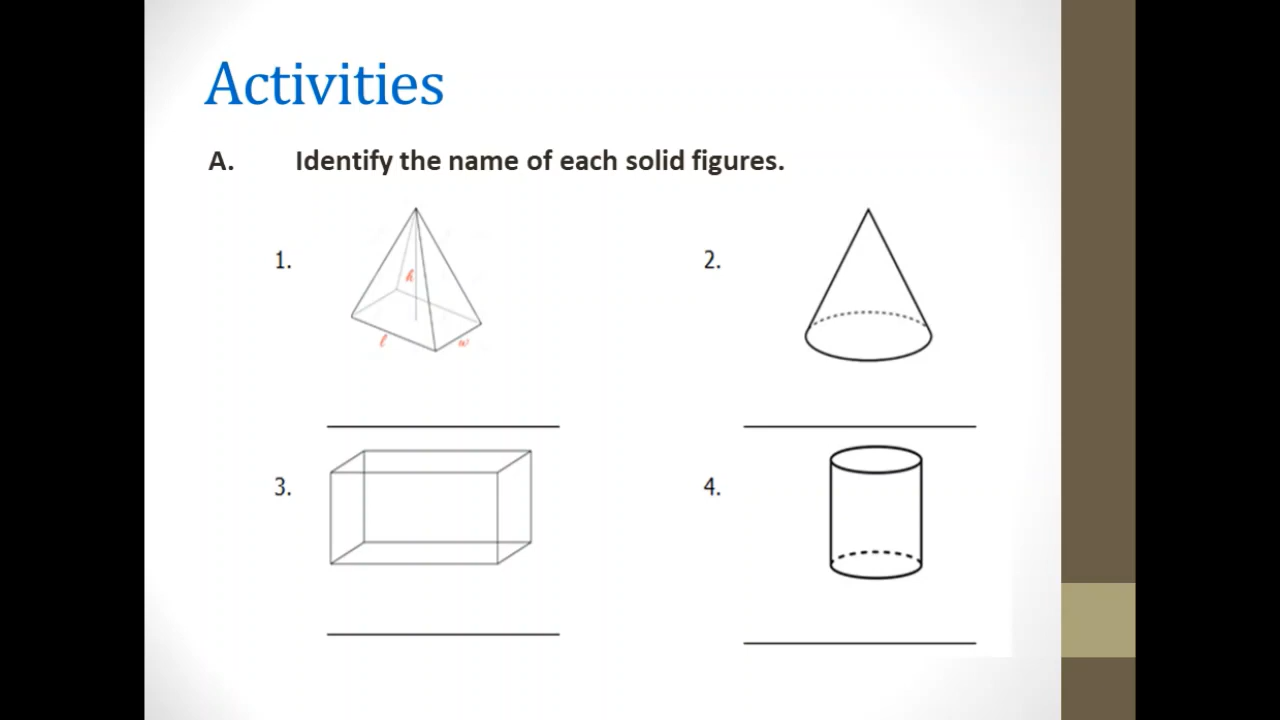 Activities
A. Identify the name of each solid figures.
1.
h
l
w
2.
3.
4.